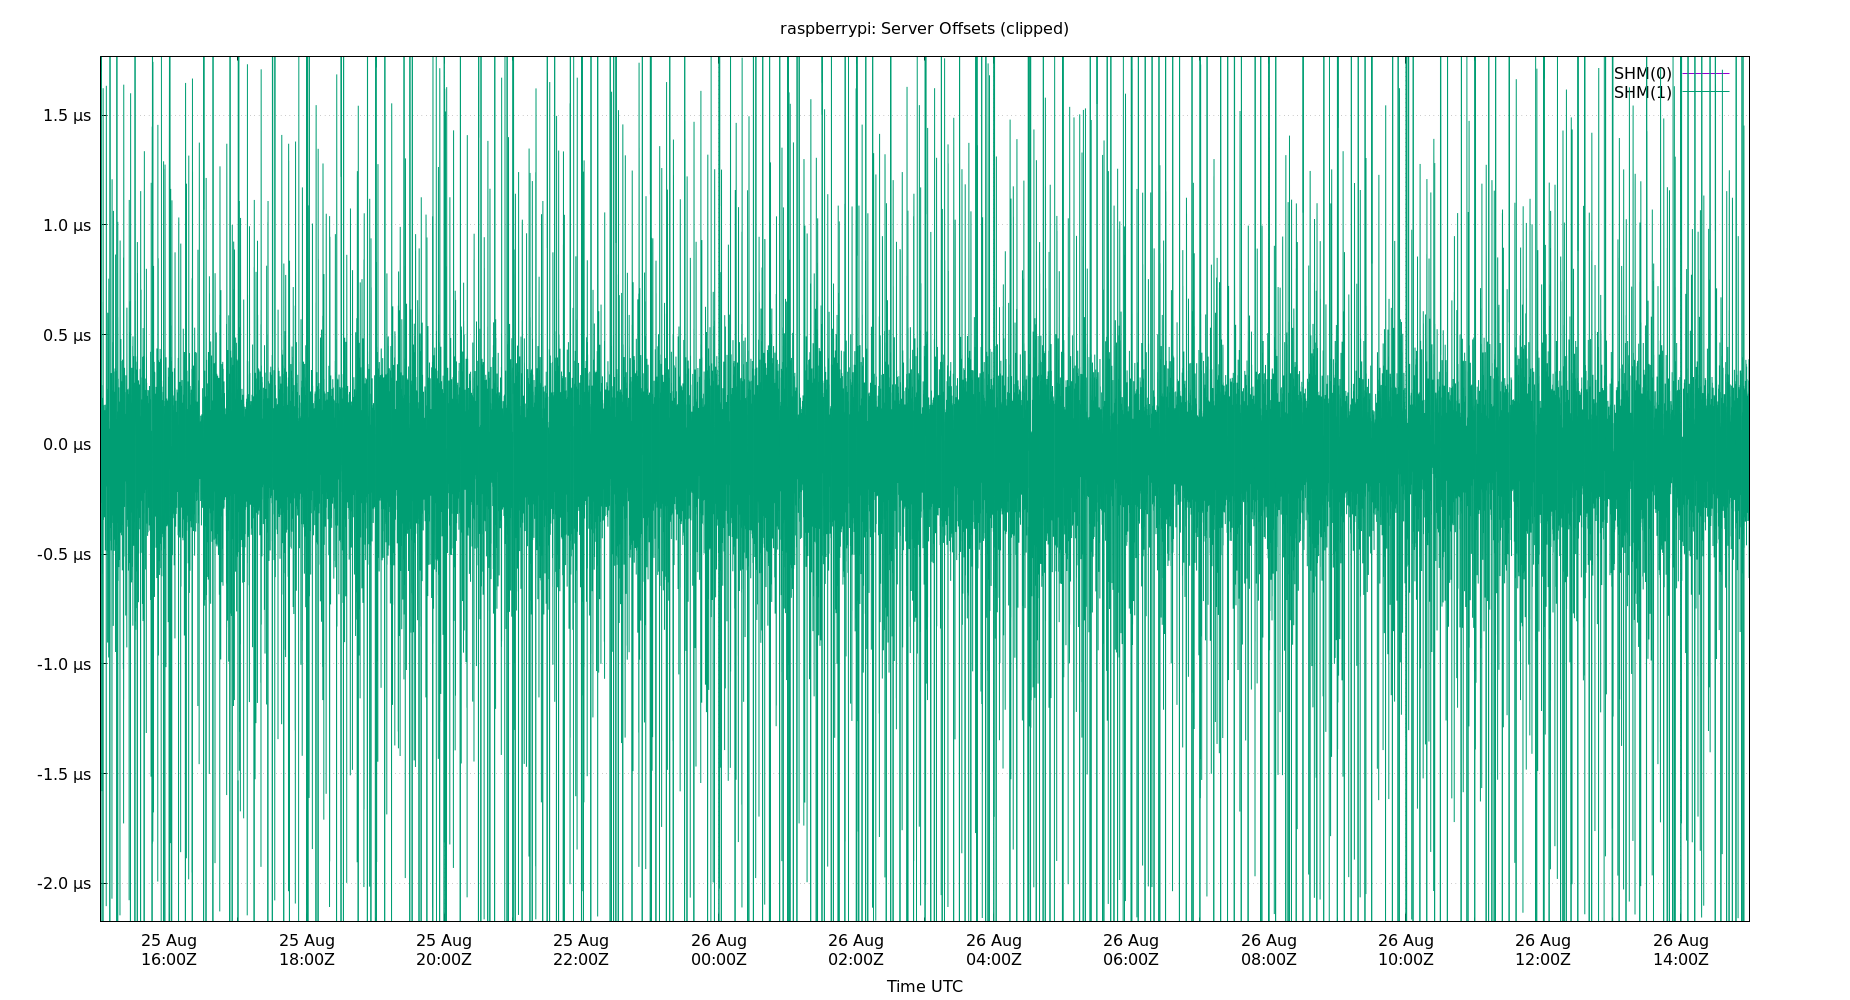 raspberrypi: Server Offsets (clipped)
SHM(0)
SHM(1)
1.5 µs
1.0 µs
0.5 µs
0.0 µs
-0.5 µs
-1.0 µs
-1.5 µs
-2.0 µs
25 Aug 25 Aug 25 Aug 25 Aug 26 Aug 26 Aug 26 Aug 26 Aug 26 Aug 26 Aug 26 Aug 26 Aug
16:00Z 18:00Z 20:00Z 22:00Z 00:00Z 02:00Z 04:00Z 06:00Z 08:00Z 10:00Z 12:00Z 14:00Z
Time UTC